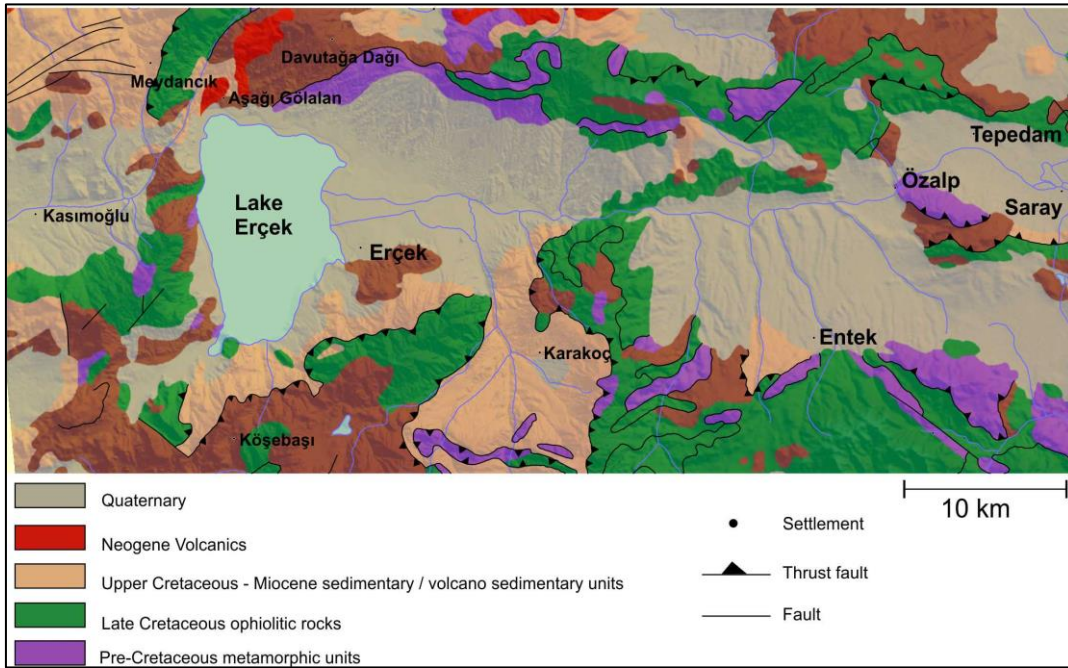 Davutağa Dağı
Meydancık
Aşağı Gölalan
Tepedam
Özalp
Lake
Erçek
Saray
Kasımoğlu
Erçek
Entek
Karakoç
Köşebaşı
10 km
Quaternary
Neogene Volcanics
Upper Cretaceous - Miocene sedimentary / volcano sedimentary units
Late Cretaceous ophiolitic rocks
Pre-Cretaceous metamorphic units
Settlement
Thrust fault
Fault